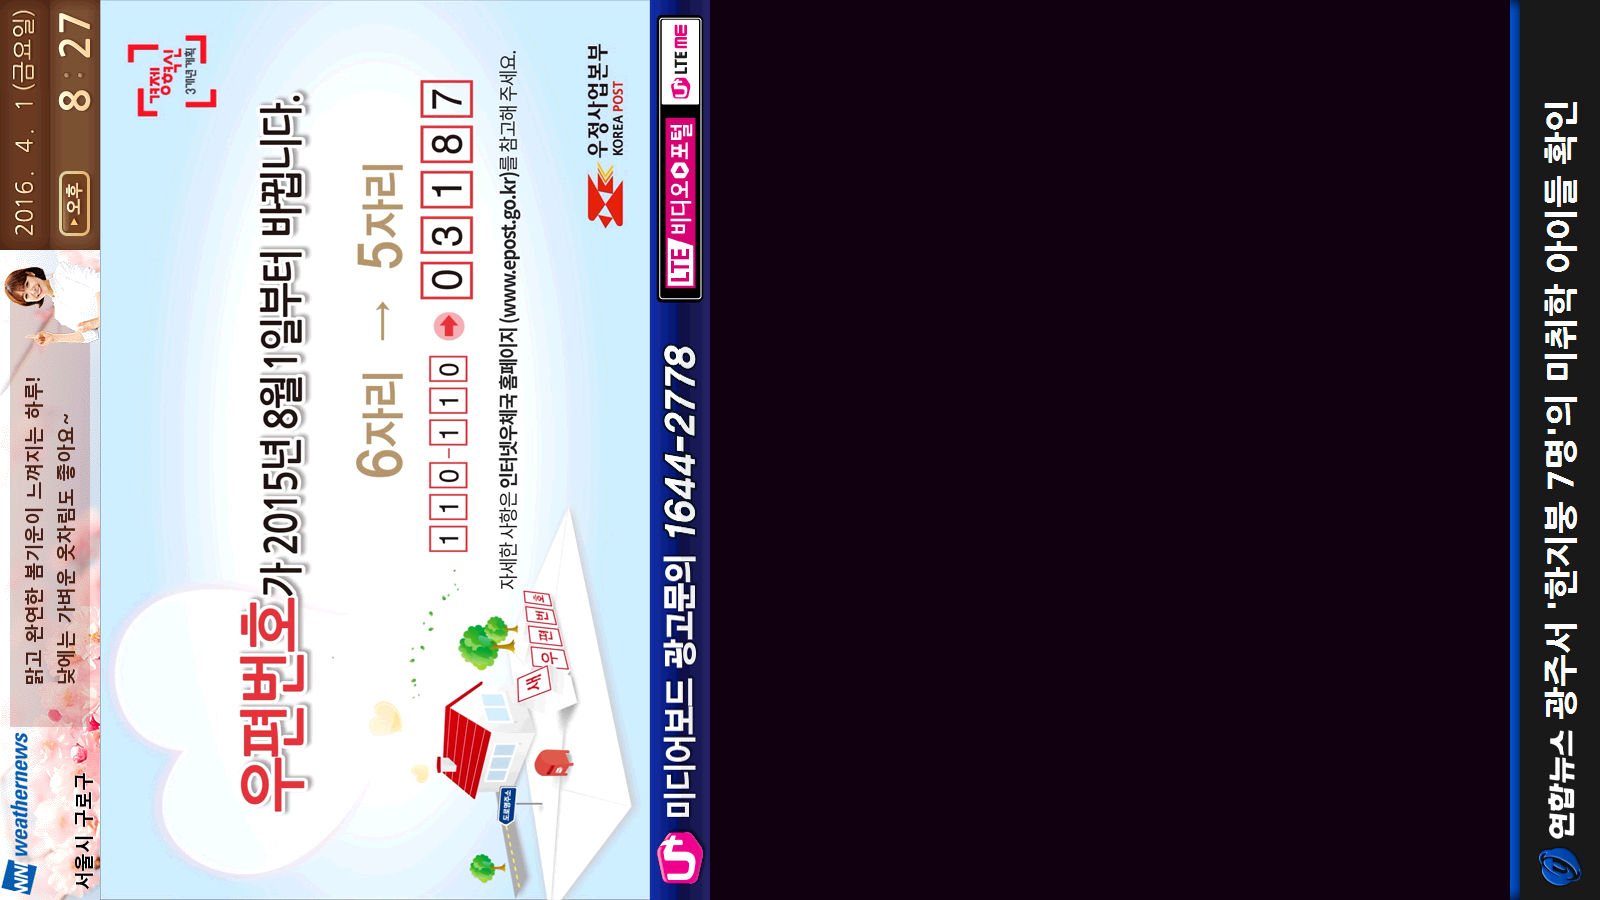 weathernews
서울시 구로구
맑고 완연한 봄기운이 느껴지는 하루!
낮에는 가벼운 옷차림도 좋아요~
2016. 4. 1 (금요일)
▸오후 8:27
경제혁신
3개년 계획
우편번호가 2015년 8월 1일부터 바뀝니다.
6자리 → 5자리
110-110 → 03187
자세한 사항은 인터넷우체국 홈페이지 (www.epost.go.kr)를 참고해 주세요.
새 우편번호
도로명주소
우정사업본부
KOREA POST
U+ 미디어보드 광고문의 1644-2778
LTE 비디오포털
U+ LTE ME
연합뉴스 광주서 '한지붕 7명'의 미취학 아이들 확인